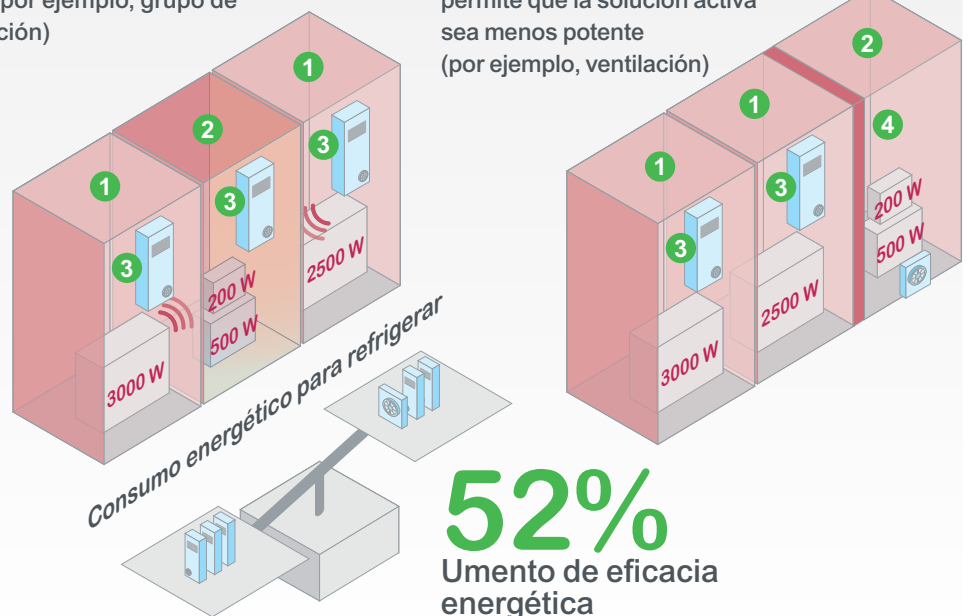 por ejemplo, grupo de
ción)
permite que la solución activa
sea menos potente
(por ejemplo, ventilación)
1
2
1
3
3
3
200 W
500 W
2500 W
3000 W
2
1
1
4
3
3
200 W
500 W
2500 W
3000 W
Consumo energético para refrigerar
52%
Umento de eficacia
energética